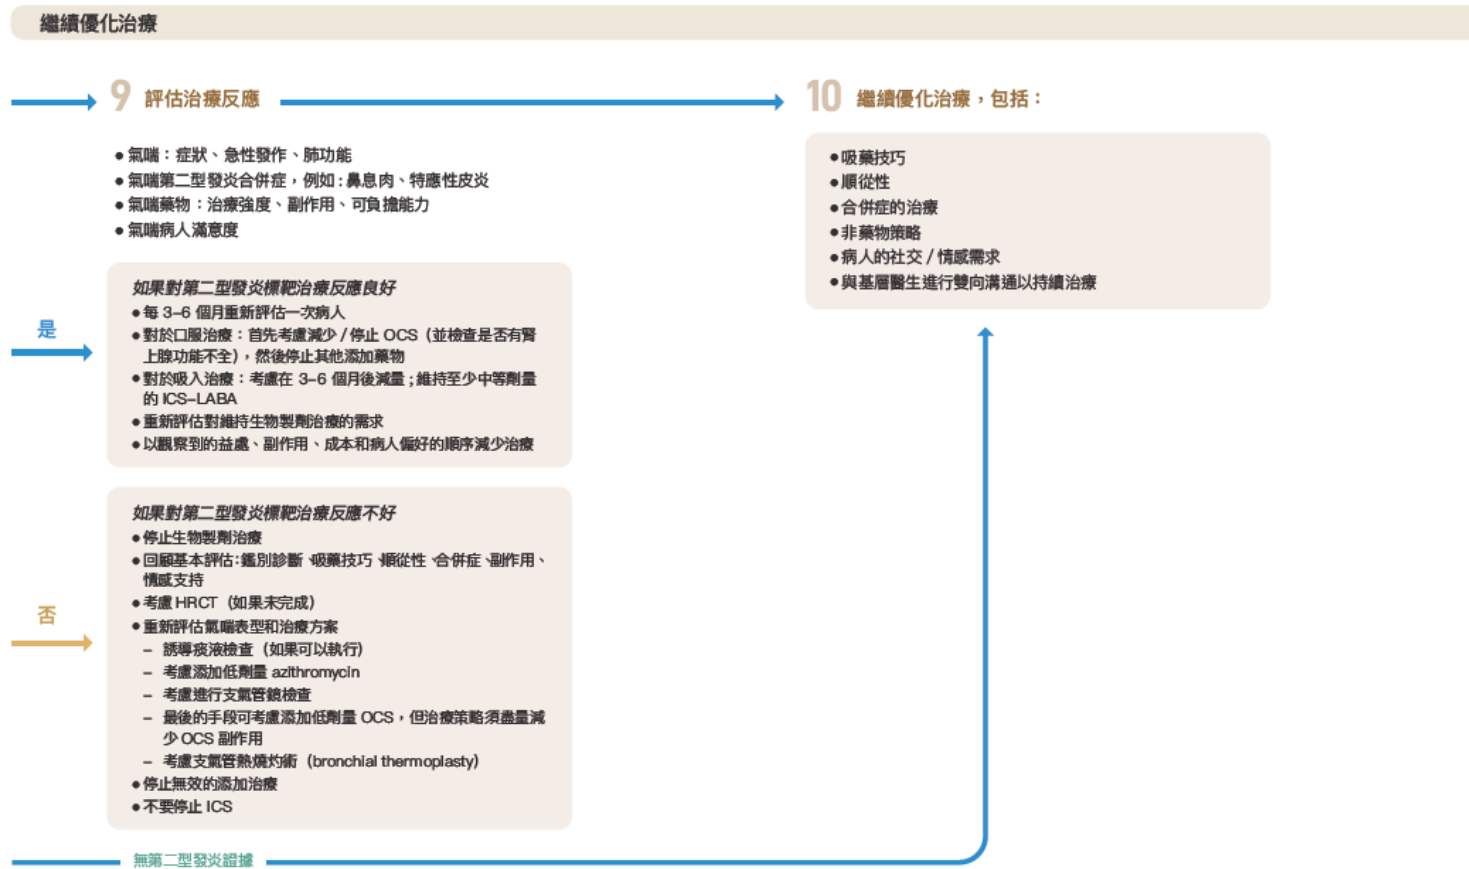 繼續優化治療
9 評估治療反應
● 氣喘：症狀、急性發作、肺功能
● 氣喘第二型發炎合併症，例如：鼻息肉、特應性皮炎
● 氣喘藥物：治療強度、副作用、可負擔能力
● 氣喘病人滿意度
是
如果對第二型發炎標靶治療反應良好
● 每 3–6 個月重新評估一次病人
● 對於口服治療：首先考慮減少 / 停止 OCS（並檢查是否有腎
上腺功能不全），然後停止其他添加藥物
● 對於吸入治療：考慮在 3–6 個月後減量；維持至少中等劑量
的 ICS–LABA
● 重新評估對維持生物製劑治療的需求
● 以觀察到的益處、副作用、成本和病人偏好的順序減少治療
否
如果對第二型發炎標靶治療反應不好
● 停止生物製劑治療
● 回顧基本評估：鑑別診斷、吸藥技巧、順從性、合併症、副作用、
情感支持
● 考慮 HRCT（如果未完成）
● 重新評估氣喘表型和治療方案
– 誘導痰液檢查（如果可以執行）
– 考慮添加低劑量 azithromycin
– 考慮進行支氣管鏡檢查
– 最後的手段可考慮添加低劑量 OCS，但治療策略須盡量減
少 OCS 副作用
– 考慮支氣管熱燒灼術（bronchial thermoplasty）
● 停止無效的添加治療
● 不要停止 ICS
無第二型發炎證據
10 繼續優化治療，包括：
● 吸藥技巧
● 順從性
● 合併症的治療
● 非藥物策略
● 病人的社交 / 情感需求
● 與基層醫生進行雙向溝通以持續治療